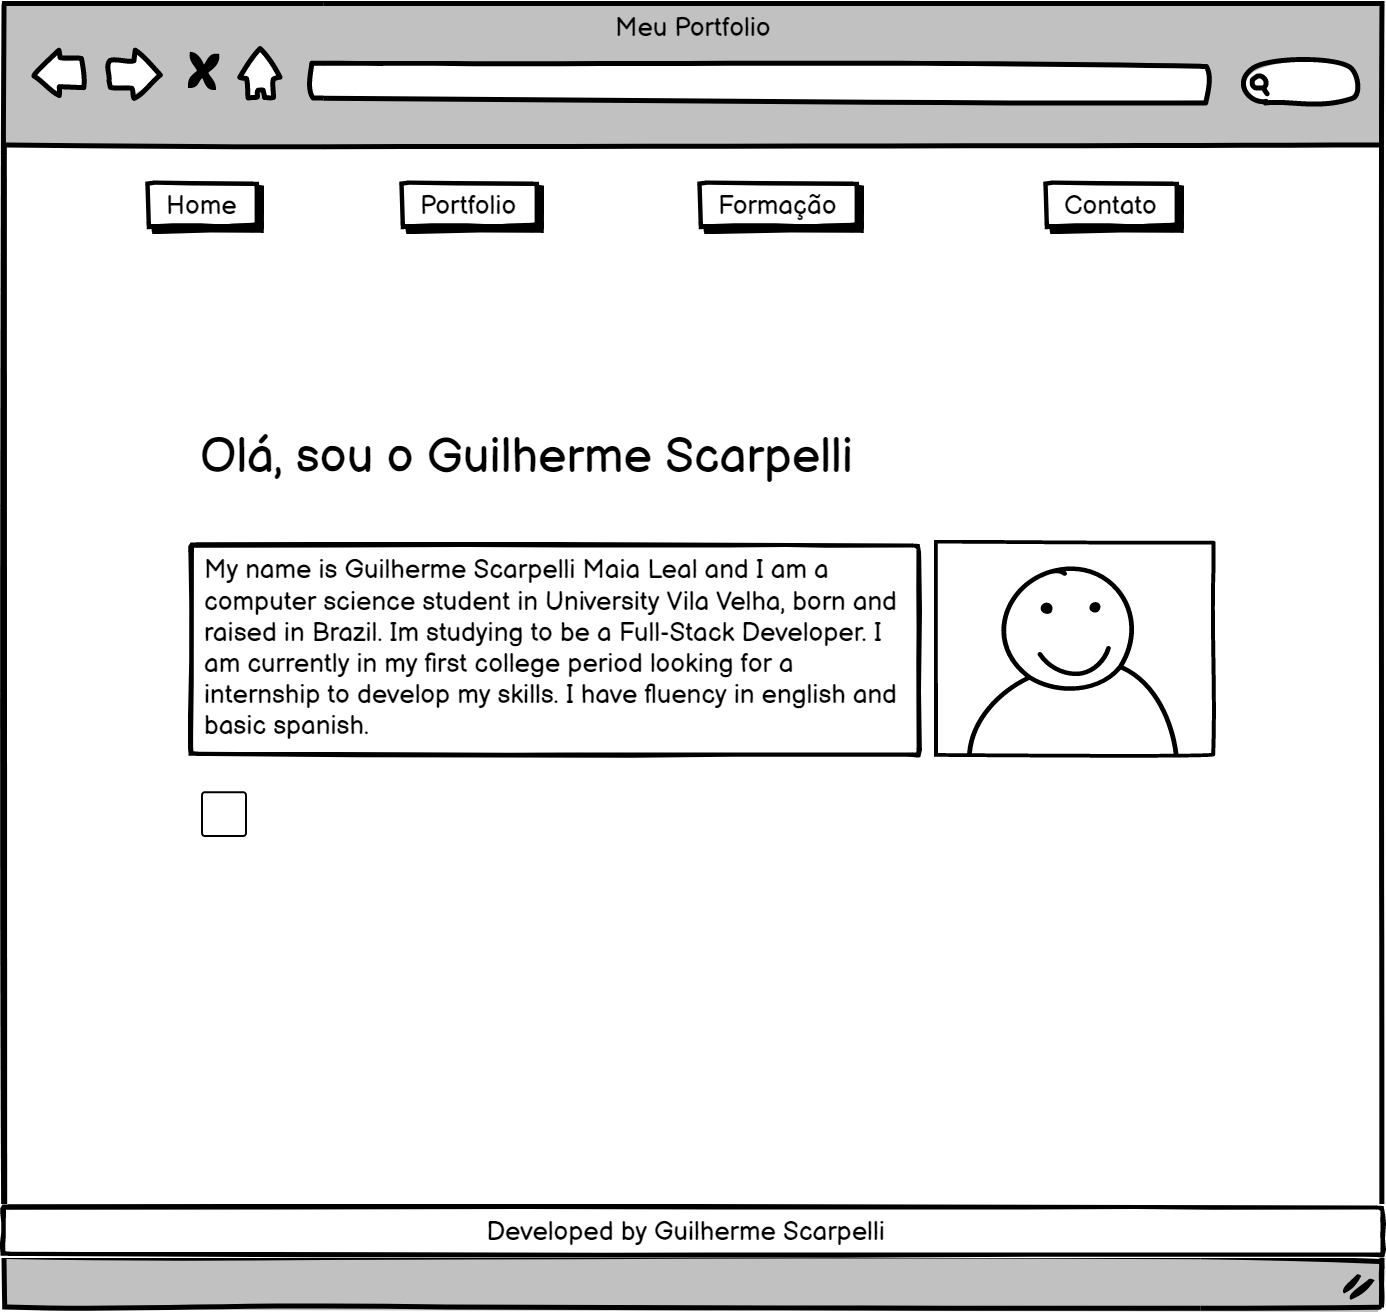 Meu Portfolio
Home Portfolio Formação Contato
Olá, sou o Guilherme Scarpelli
My name is Guilherme Scarpelli Maia Leal and I am a
computer science student in University Vila Velha, born and
raised in Brazil. Im studying to be a Full-Stack Developer. I
am currently in my first college period looking for a
internship to develop my skills. I have fluency in english and
basic spanish.
Developed by Guilherme Scarpelli